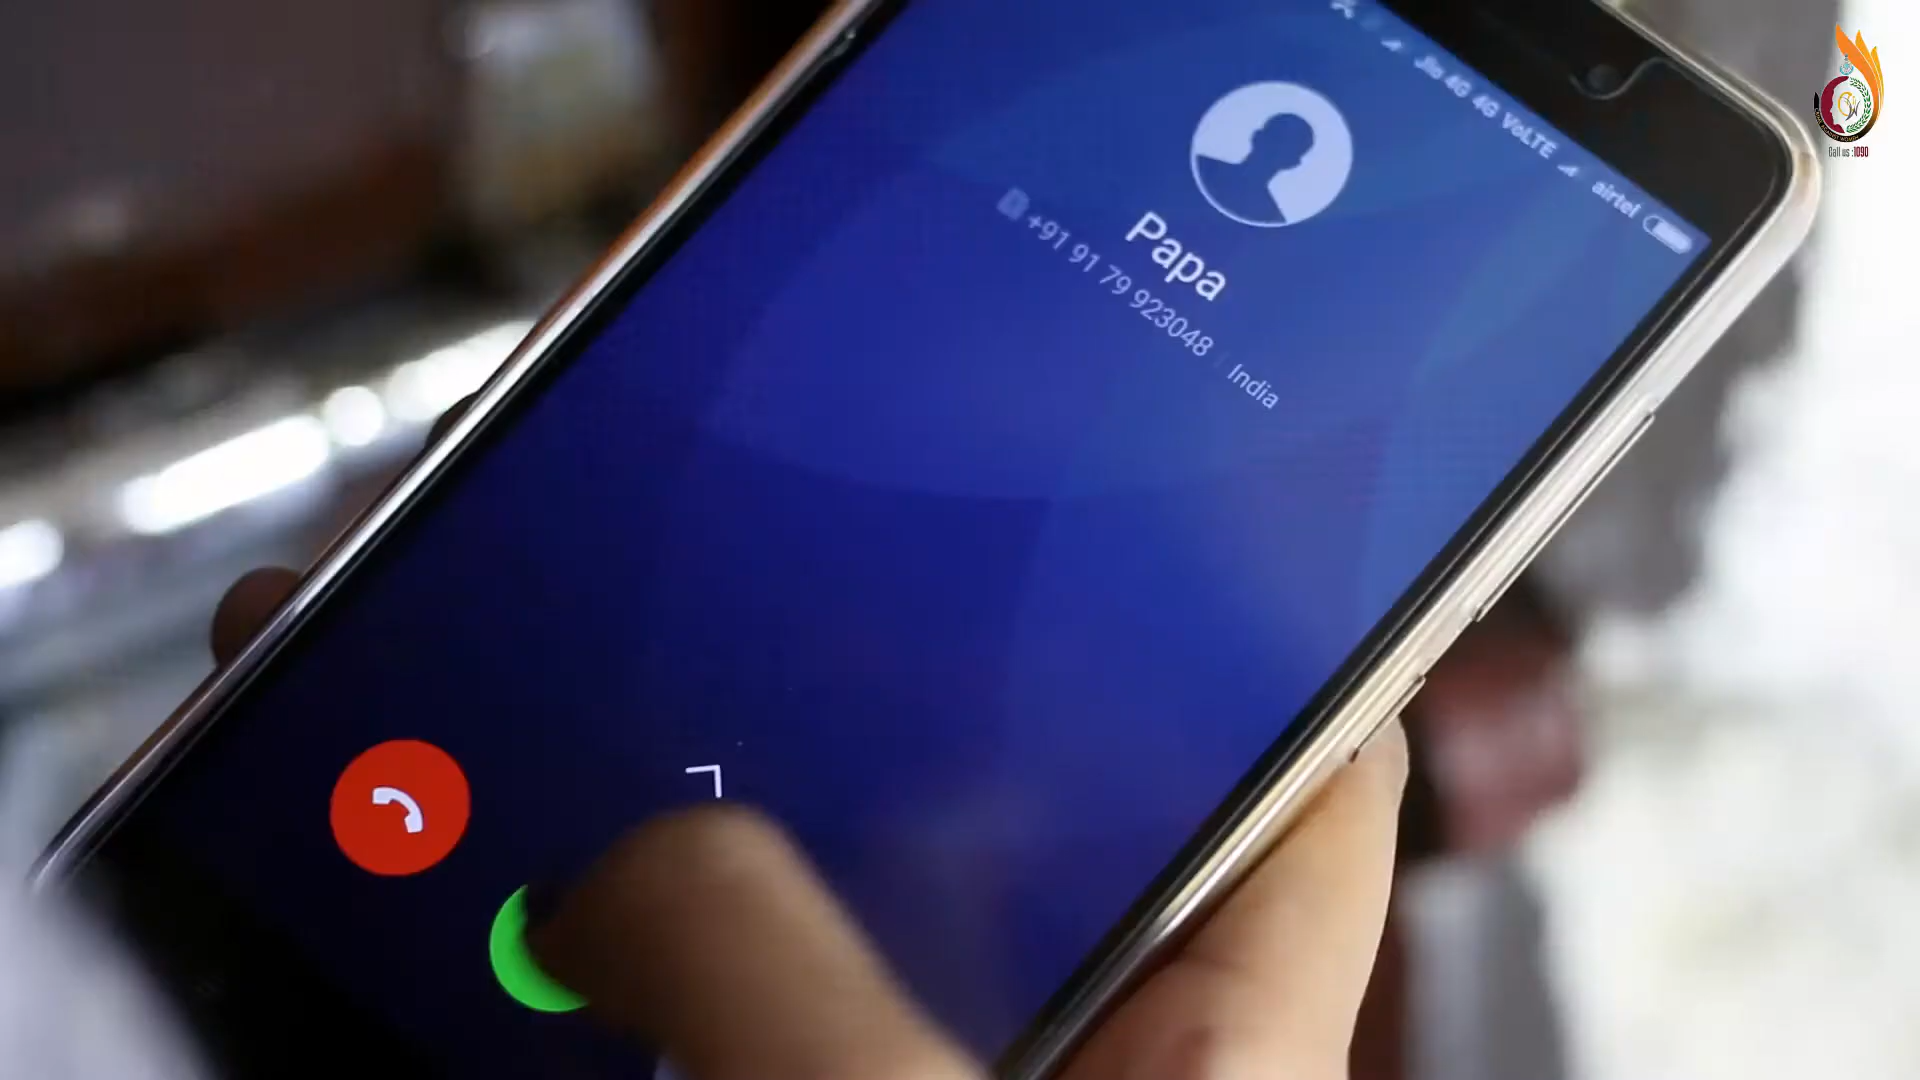 Jio 4G 4G VoLTE airtel
Papa
+91 91 79 923048 India
Call us :1090